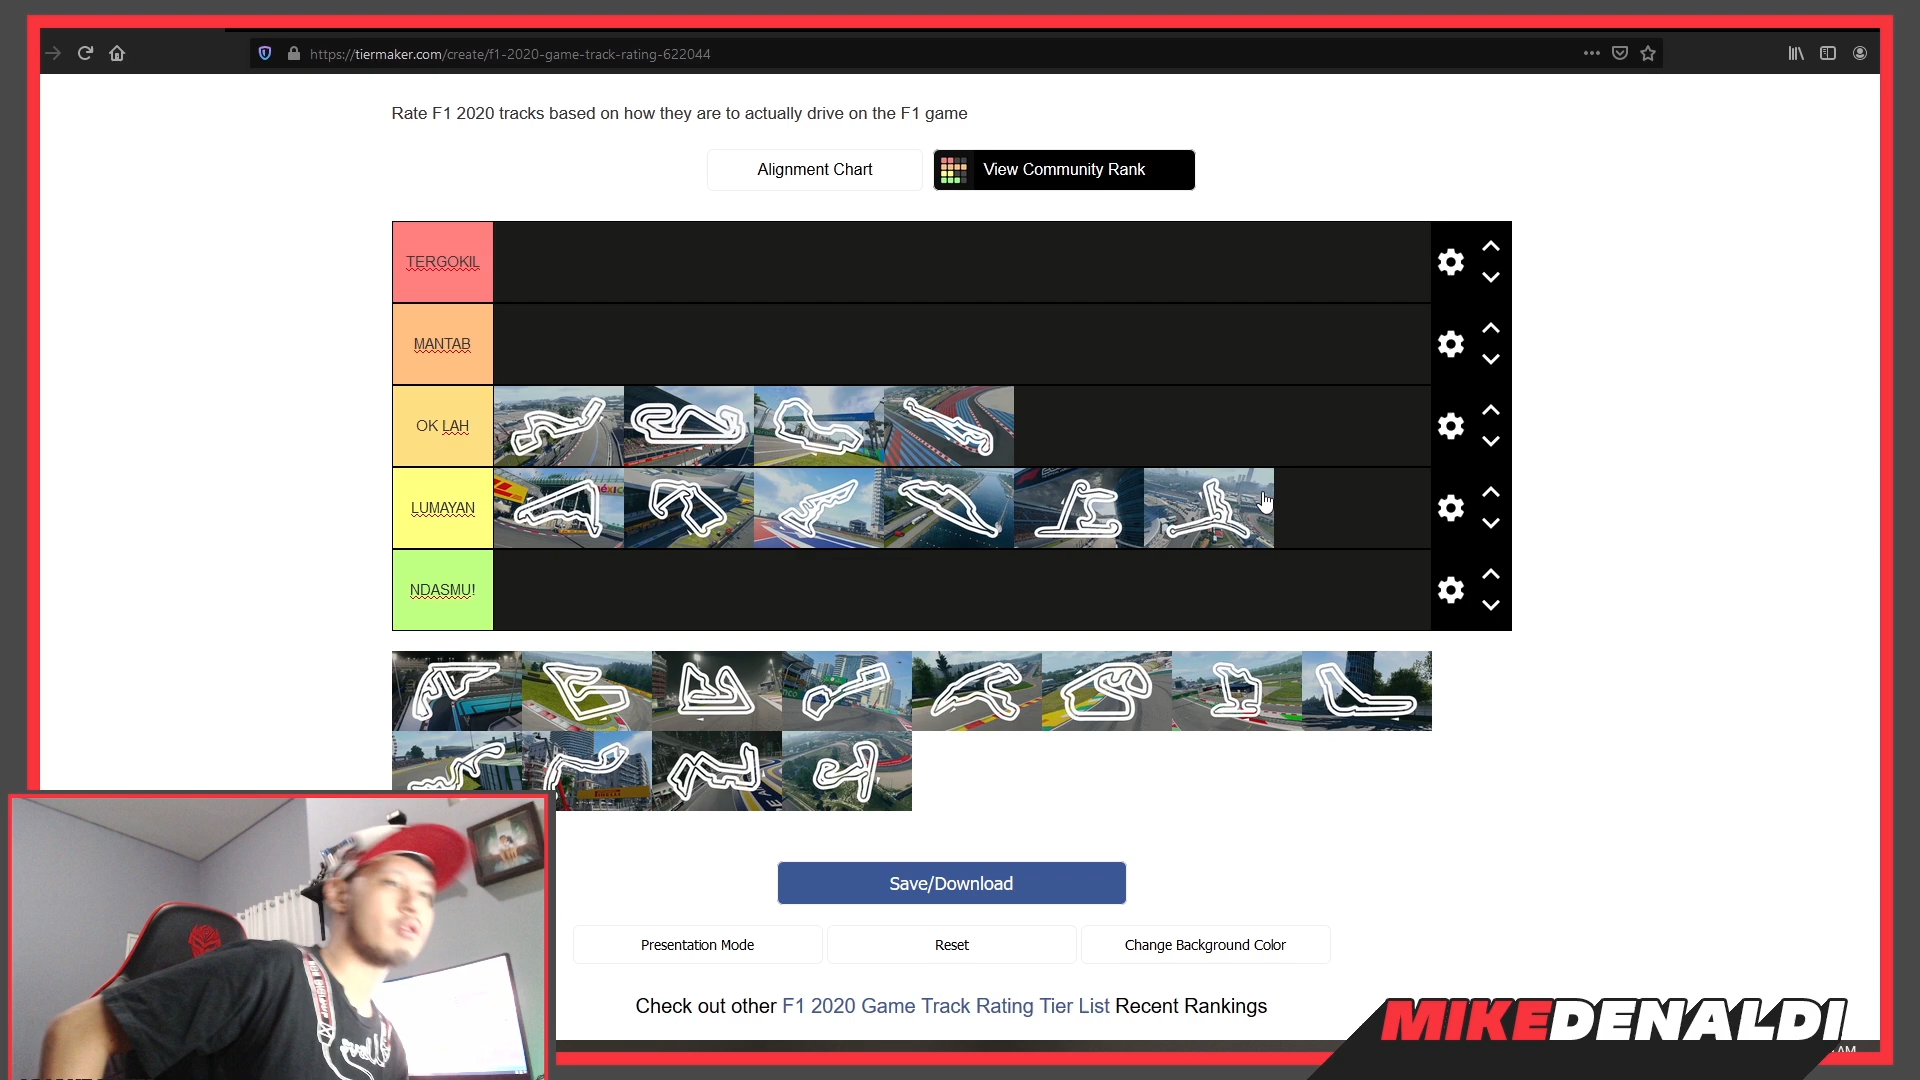 https://tiermaker.com/create/f1-2020-game-track-rating-622044
Rate F1 2020 tracks based on how they are to actually drive on the F1 game
Alignment Chart
View Community Rank
TERGOKIL
MANTAB
OK LAH
LUMAYAN
NDASMU!
Save/Download
Presentation Mode
Reset
Change Background Color
Check out other F1 2020 Game Track Rating Tier List Recent Rankings
MIKEDENALDI
AM